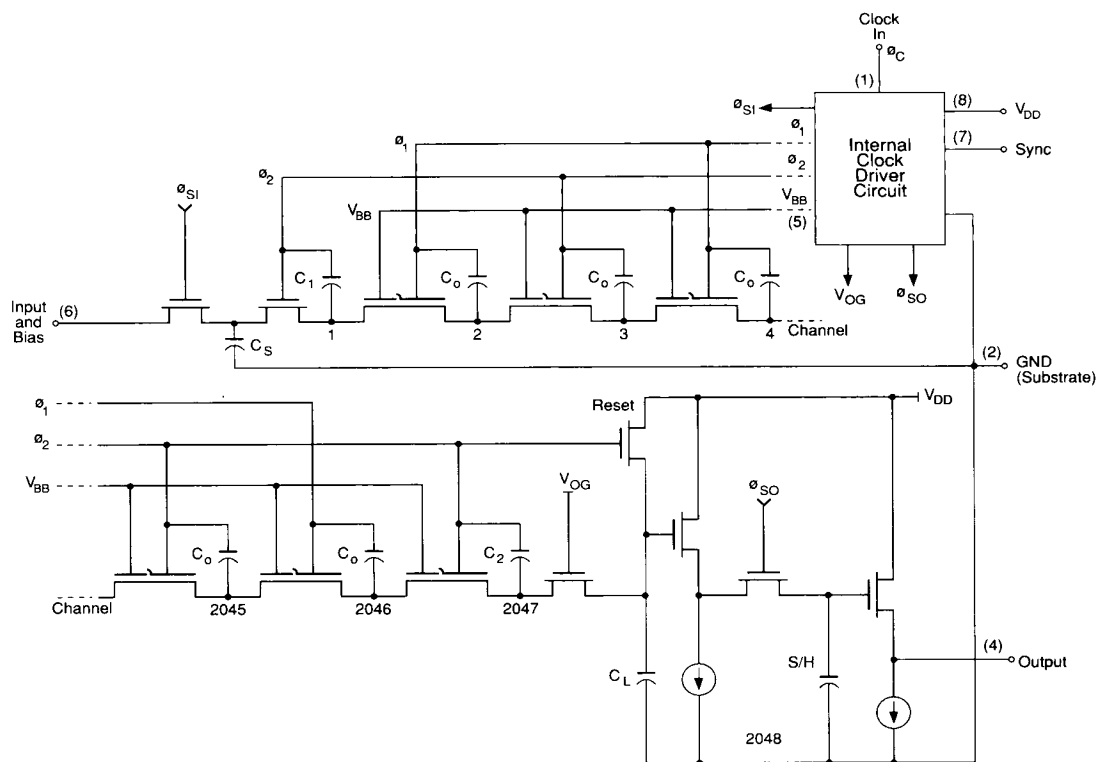 Clock
In
ø_C
(1)
ø_SI
(8)
V_DD
ø_1
Internal
Clock
Driver
Circuit
(7)
Sync
ø_1
ø_2
ø_2
V_BB
(5)
ø_SI
V_BB
V_OG
ø_SO
C_1
C_o
C_o
C_o
Input
and
Bias
(6)
1
2
3
4
Channel
C_S
(2)
GND
(Substrate)
ø_1
Reset
V_DD
ø_2
V_BB
V_OG
ø_SO
C_o
C_o
C_2
Channel
2045
2046
2047
(4)
Output
C_L
S/H
2048